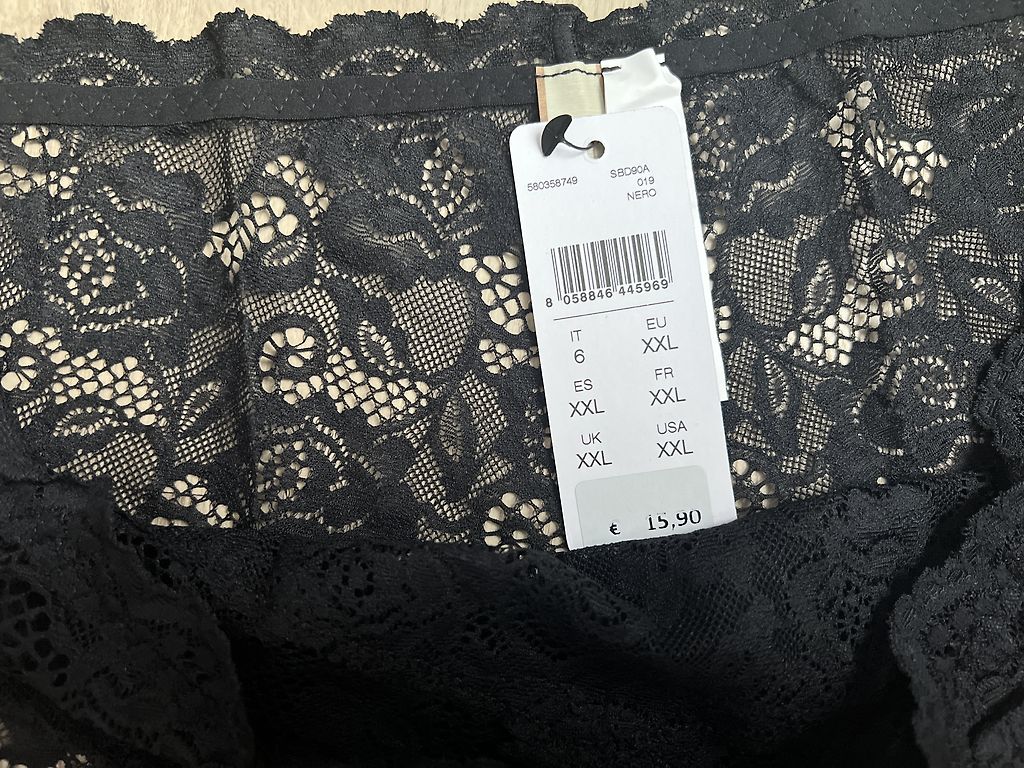 580358749 SBD90A
019
NERO
8 058846 445969
IT EU
6 XXL
ES FR
XXL XXL
UK USA
XXL XXL
€ 15,90